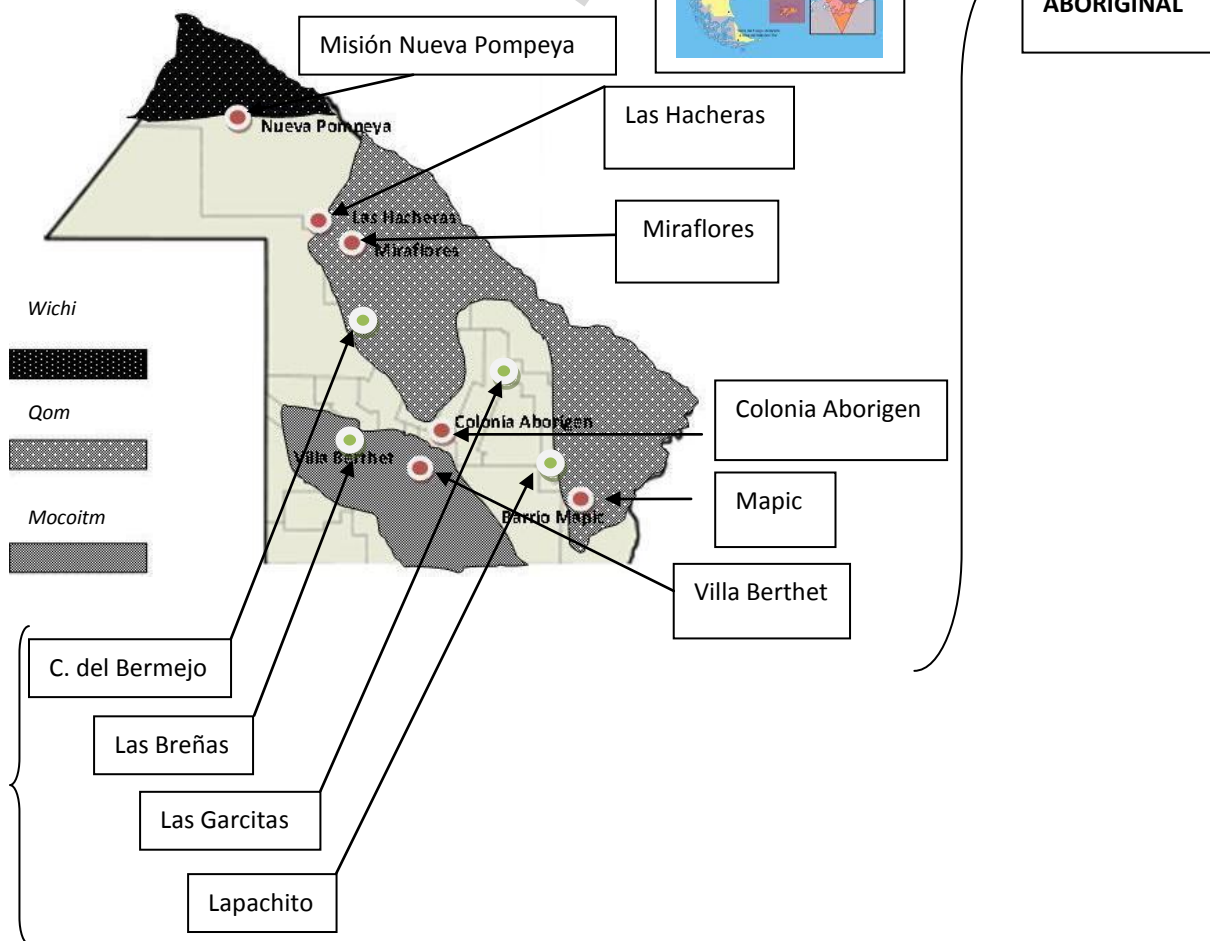 ABORIGINAL
Misión Nueva Pompeya
Las Hacheras
Nueva Pompeya
Las Hacheras
Miraflores
Miraflores
Wichi
Qom
Colonia Aborigen
Colonia Aborigen
Villa Berthet
Mapic
Mocoitm
Barrio Mapic
Villa Berthet
C. del Bermejo
Las Breñas
Las Garcitas
Lapachito